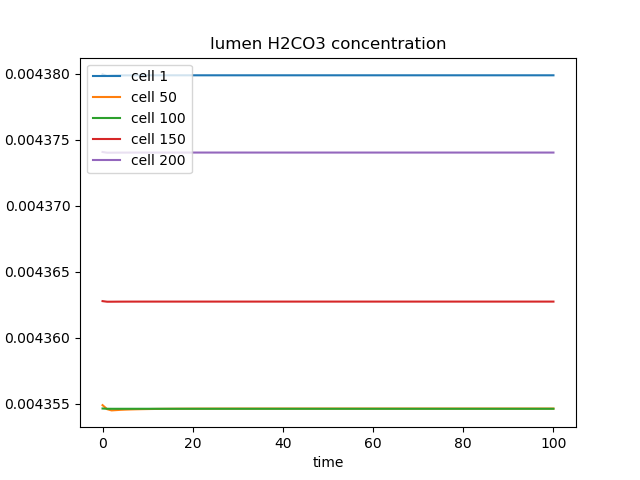 lumen H2CO3 concentration
0.004380
0.004375
0.004370
0.004365
0.004360
0.004355
cell 1
cell 50
cell 100
cell 150
cell 200
0 20 40 60 80 100
time